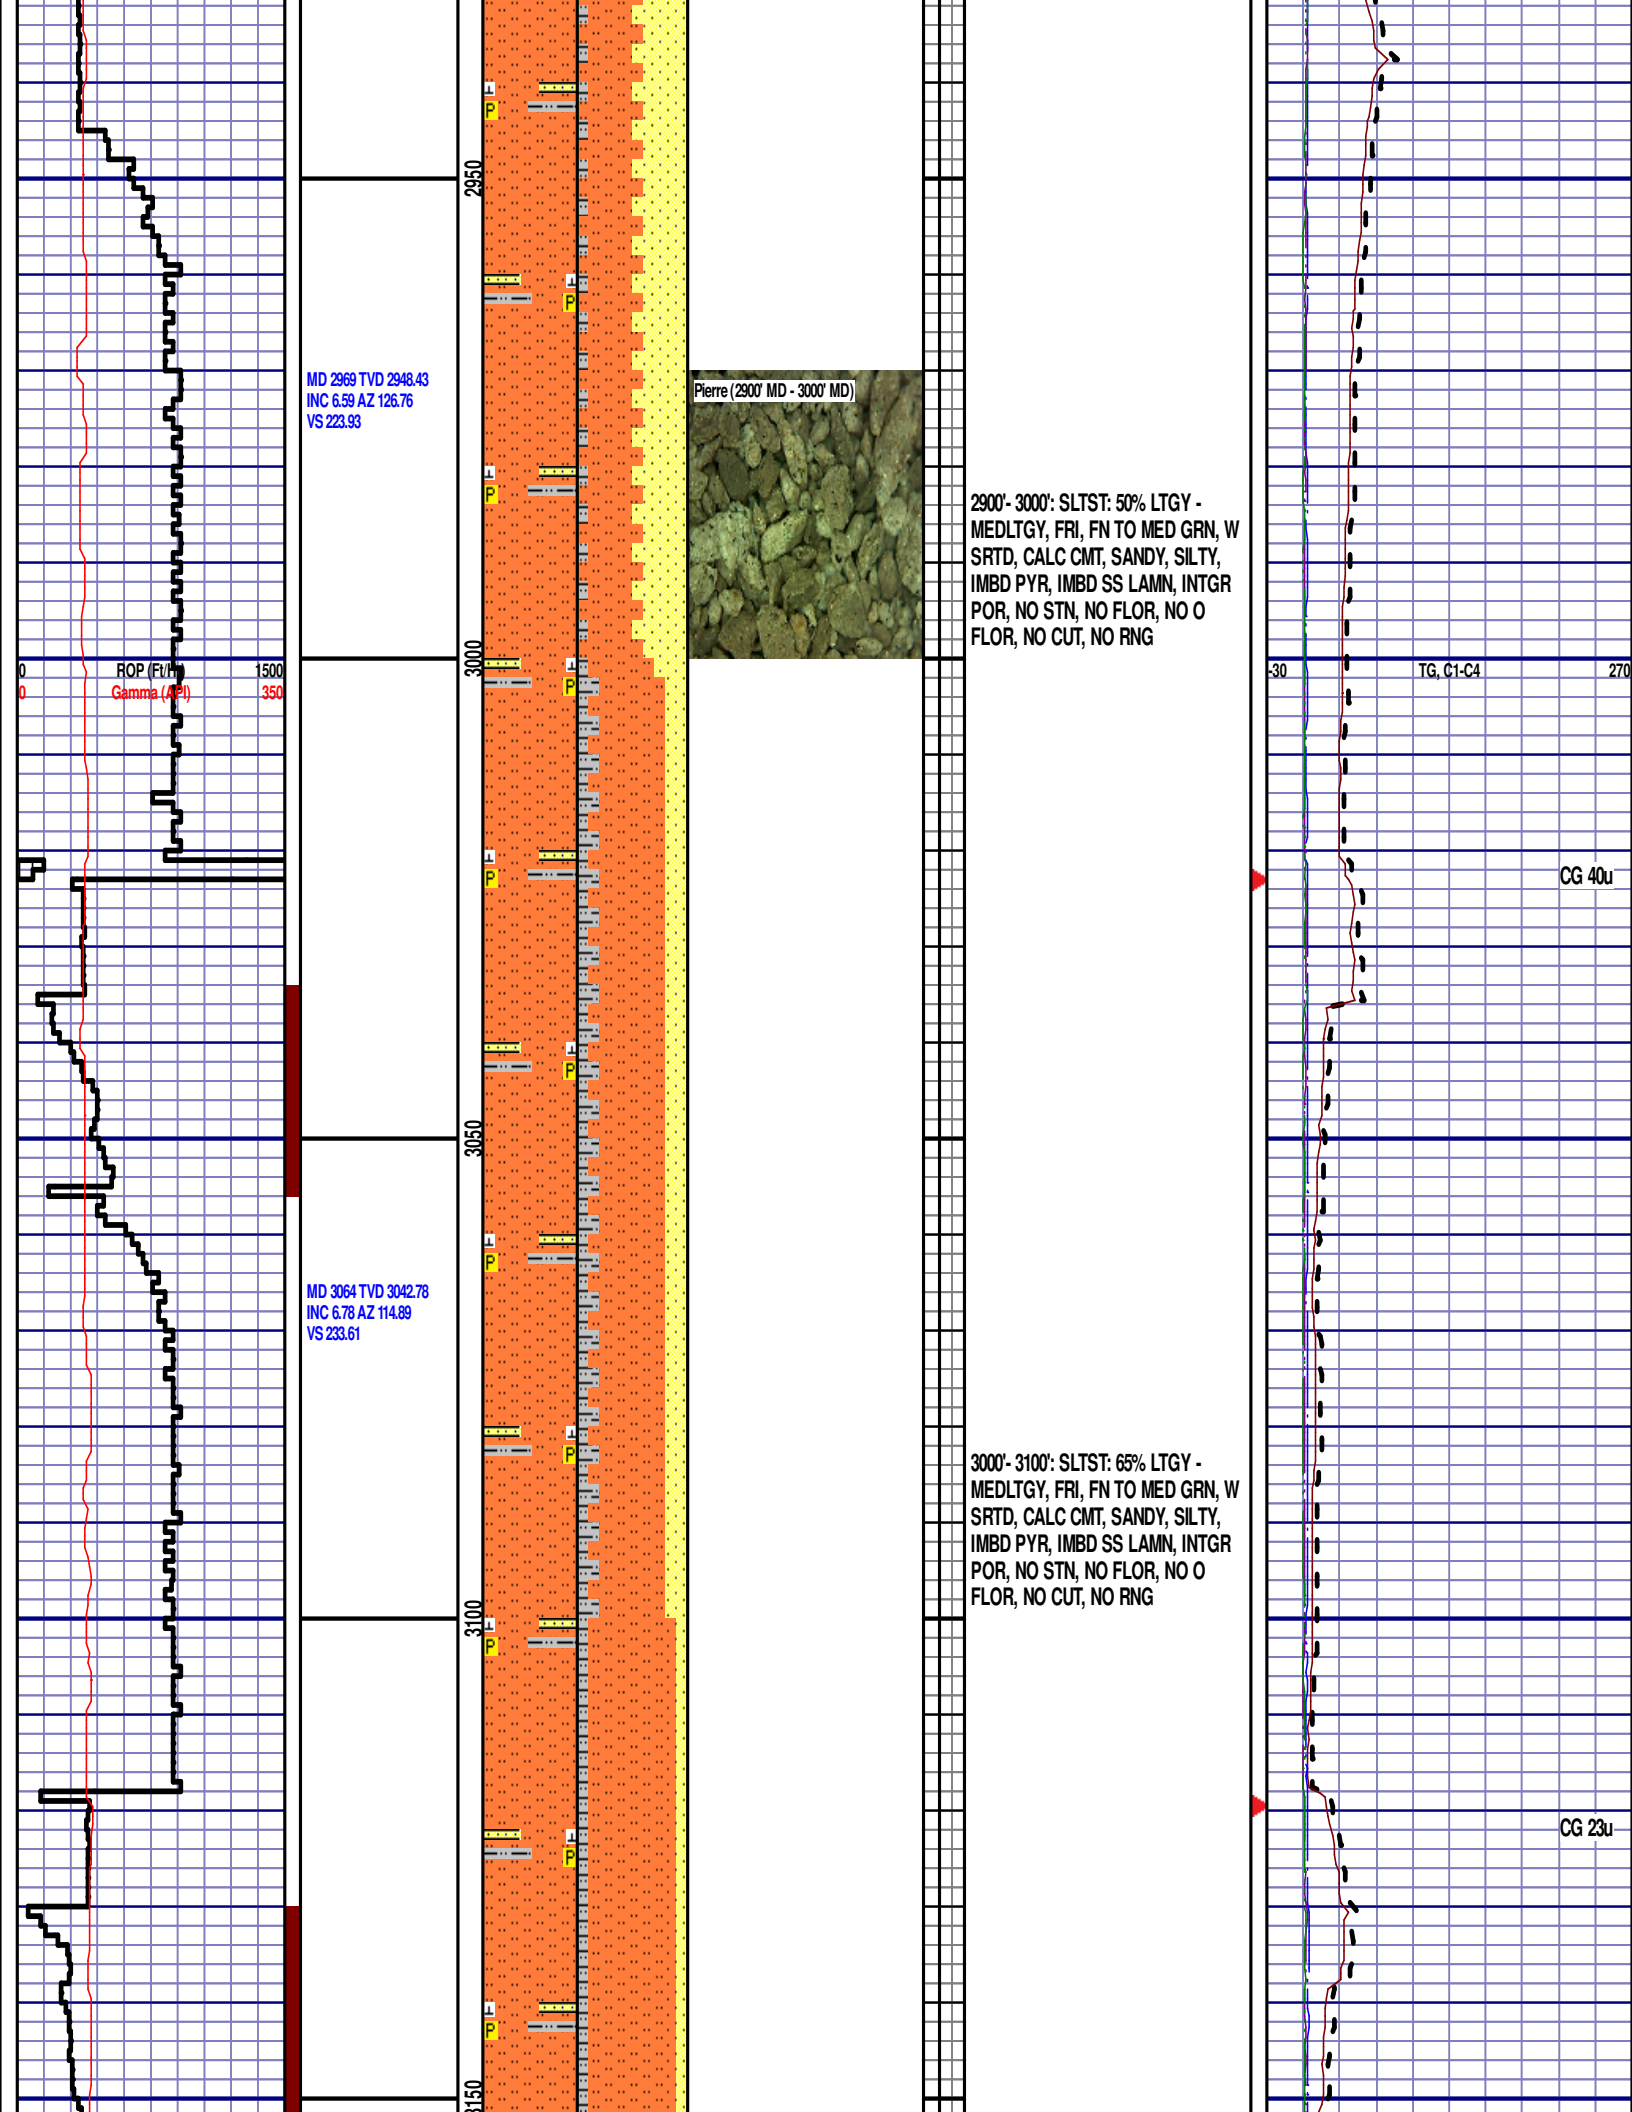 2950
MD 2969 TVD 2948.43
INC 6.59 AZ 126.76
VS 223.93
Pierre (2900' MD - 3000' MD)
2900'- 3000': SLTST: 50% LTGY -
MEDLTGY, FRI, FN TO MED GRN, W
SRTD, CALC CMT, SANDY, SILTY,
IMBD PYR, IMBD SS LAMN, INTGR
POR, NO STN, NO FLOR, NO O
FLOR, NO CUT, NO RNG
3000
0 ROP (Ft/H 1500
0 Gamma (API) 350
-30 TG, C1-C4 270
CG 40u
3050
MD 3064 TVD 3042.78
INC 6.78 AZ 114.89
VS 233.61
3000'- 3100': SLTST: 65% LTGY -
MEDLTGY, FRI, FN TO MED GRN, W
SRTD, CALC CMT, SANDY, SILTY,
IMBD PYR, IMBD SS LAMN, INTGR
POR, NO STN, NO FLOR, NO O
FLOR, NO CUT, NO RNG
3100
CG 23u
3150
P
P
P
P
P
P
P
P
P
P
P